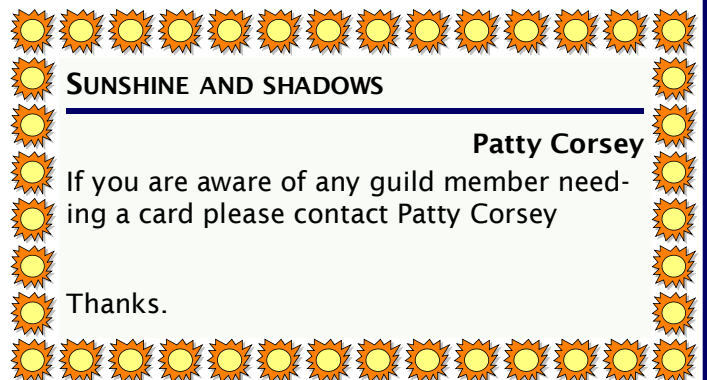 SUNSHINE AND SHADOWS
Patty Corsey
If you are aware of any guild member need-
ing a card please contact Patty Corsey
Thanks.